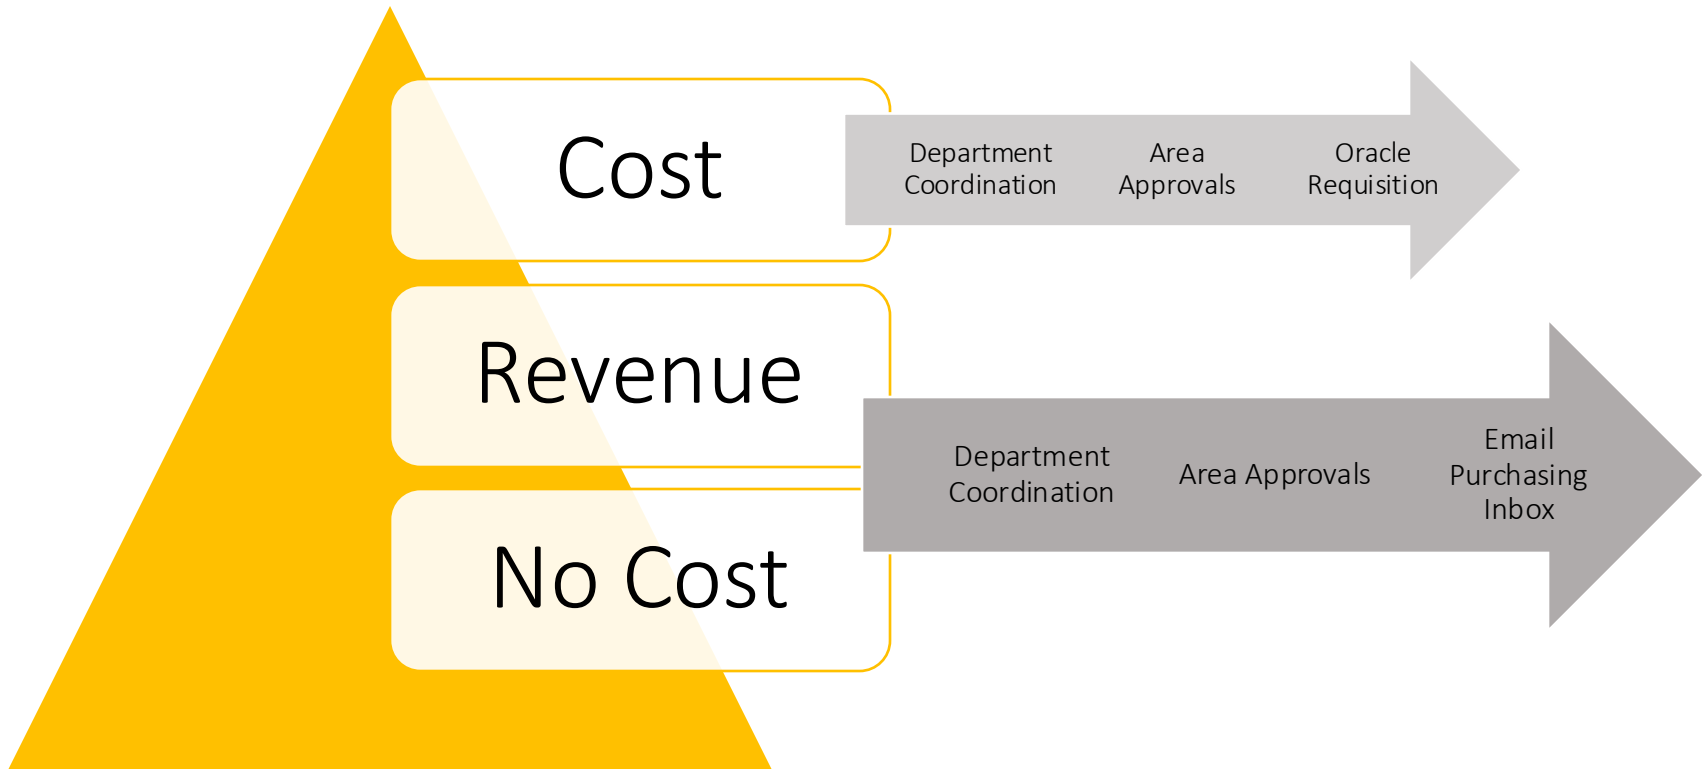 Cost
Department
Coordination
Area
Approvals
Oracle
Requisition
Revenue
No Cost
Department
Coordination
Area Approvals
Email
Purchasing
Inbox